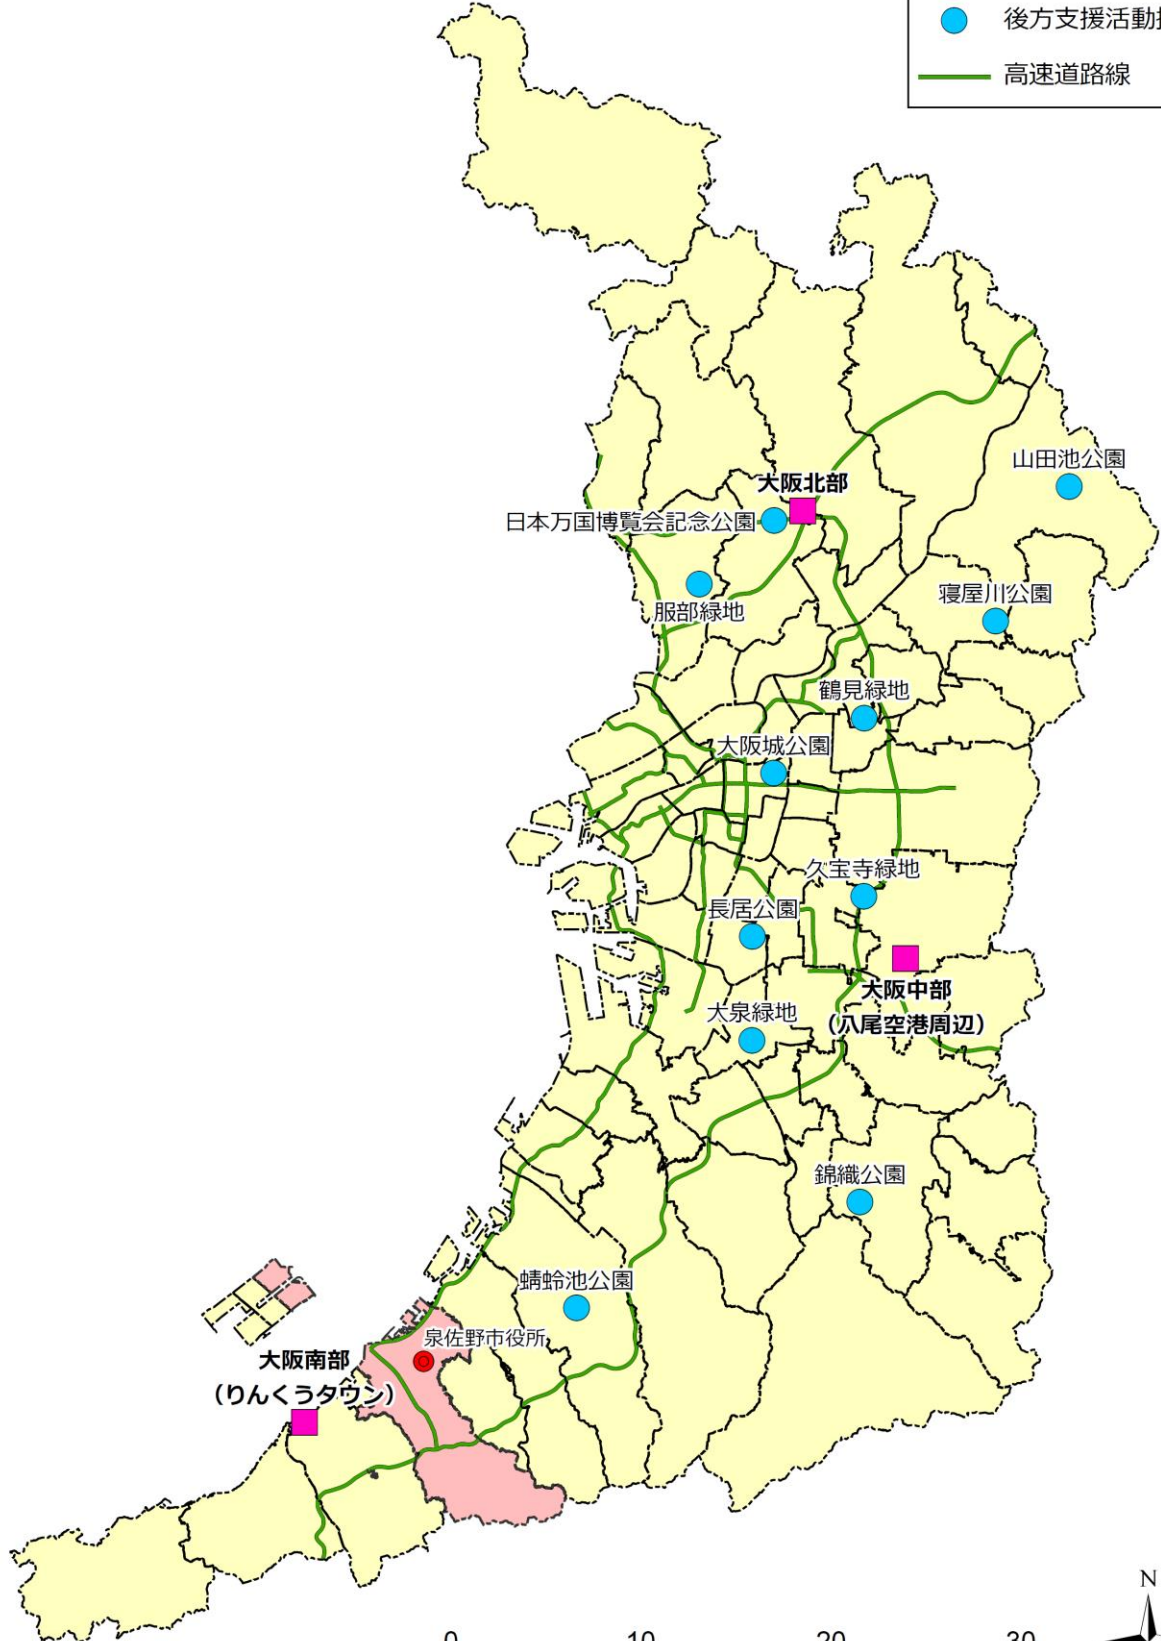 後方支援活動
高速道路線
山田池公園
大阪北部
日本万国博覧会記念公園
寝屋川公園
服部緑地
鶴見緑地
大阪城公園
久宝寺緑地
長居公園
大阪中部
(八尾空港周辺)
大泉緑地
錦織公園
蜻蛉池公園
泉佐野市役所
大阪南部
(りんくうタウン)
N
0 10 20 30